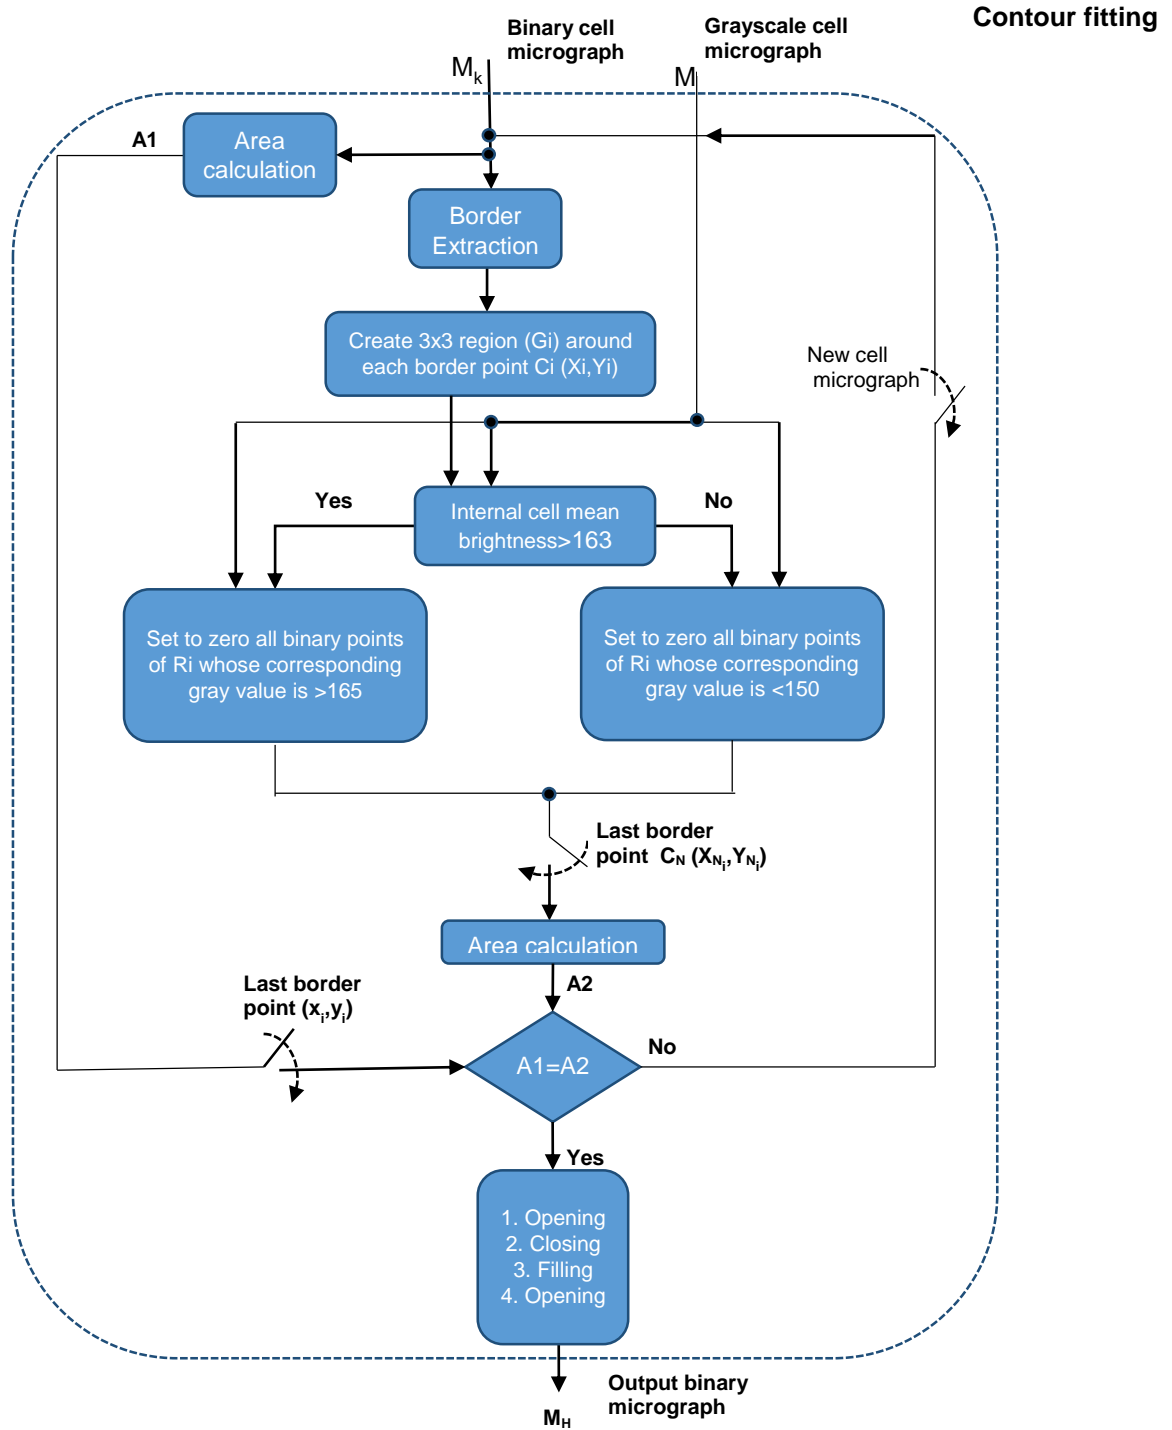 Contour fitting
Binary cell
micrograph
Grayscale cell
micrograph
Mk
M
A1
Area
calculation
Border
Extraction
Create 3x3 region (Gi) around
each border point Ci (Xi,Yi)
New cell
micrograph
Yes
No
Internal cell mean
brightness>163
Set to zero all binary points
of Ri whose corresponding
gray value is >165
Set to zero all binary points
of Ri whose corresponding
gray value is <150
Last border
point CN (XNi,YNi)
Area calculation
A2
Last border
point (xi,yi)
A1=A2
No
Yes
1. Opening
2. Closing
3. Filling
4. Opening
Output binary
micrograph
MH